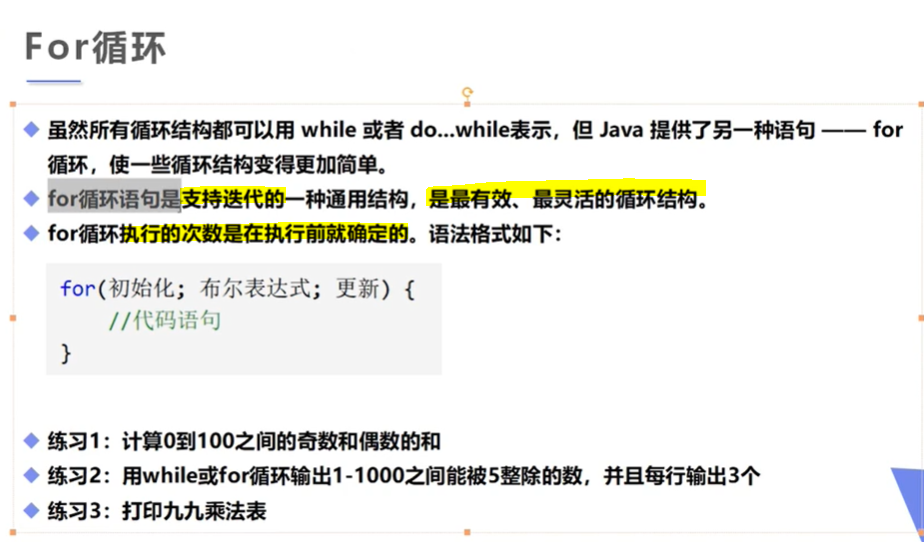 For循环
虽然所有循环结构都可以用 while 或者 do...while表示，但 Java 提供了另一种语句 —— for
循环，使一些循环结构变得更加简单。
for循环语句是支持迭代的一种通用结构，是最有效、最灵活的循环结构。
for循环执行的次数是在执行前就确定的。语法格式如下：
for(初始化; 布尔表达式; 更新) {
//代码语句
}
练习1：计算0到100之间的奇数和偶数的和
练习2：用while或for循环输出1-1000之间能被5整除的数，并且每行输出3个
练习3：打印九九乘法表